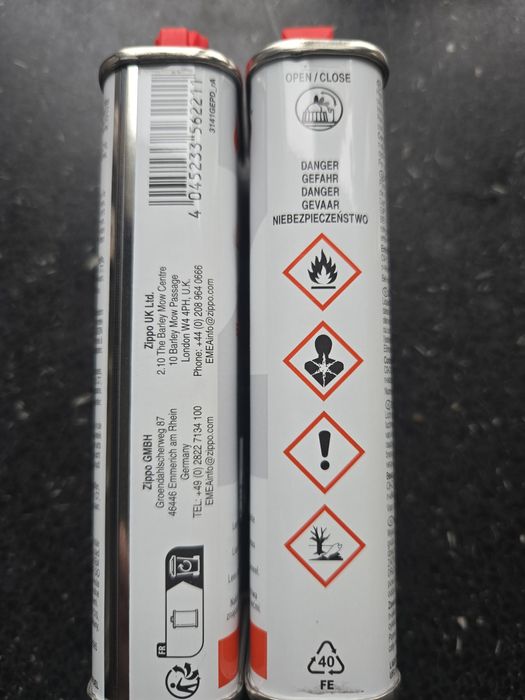 4 045233 562211
3141GEPD_rA
Zippo UK Ltd.
2.10 The Barley Mow Centre
10 Barley Mow Passage
London W4 4PH, U.K.
Phone: +44 (0) 208 964 0666
EMEAinfo@zippo.com
Zippo GMBH
Groendahlscherweg 87
46446 Emmerich am Rhein
Germany
TEL: +49 (0) 2822 7134 100
EMEAinfo@zippo.com
FR
OPEN / CLOSE
DANGER
GEFAHR
DANGER
GEVAAR
NIEBEZPIECZEŃSTWO
40
FE